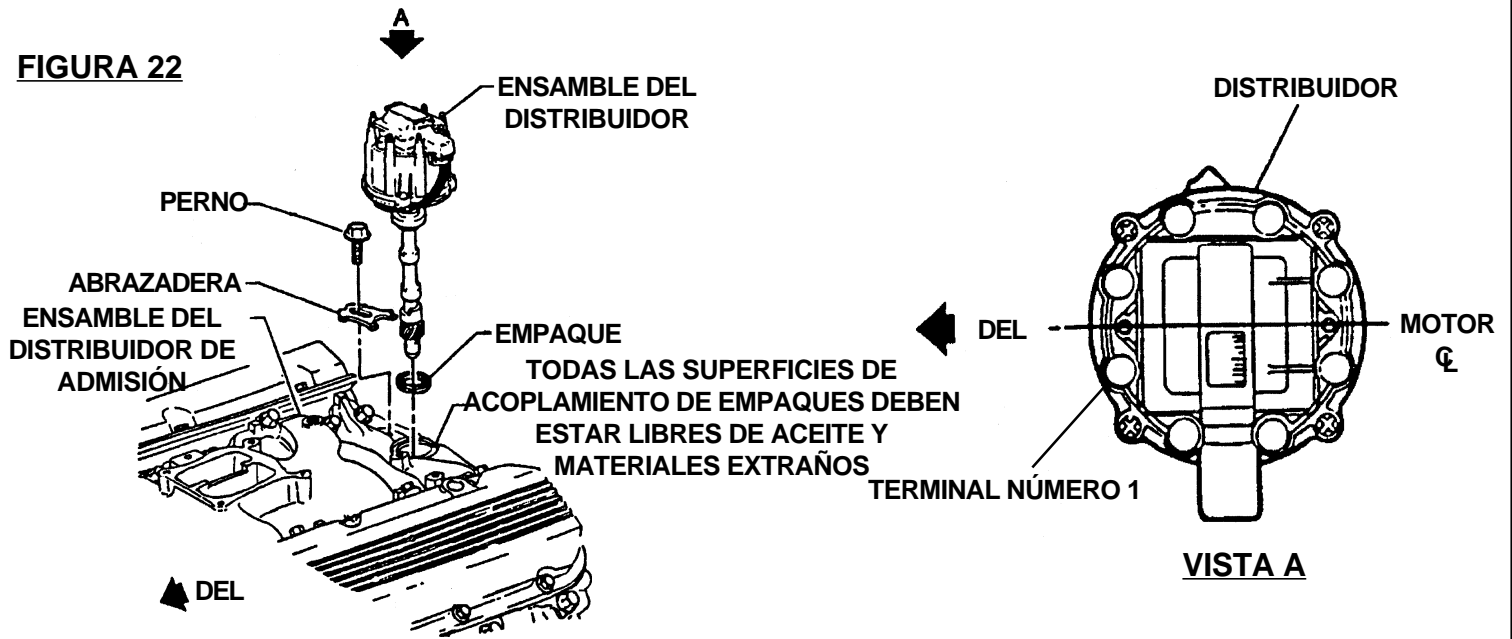 A
FIGURA 22
ENSAMBLE DEL
DISTRIBUIDOR
PERNO
ABRAZADERA
ENSAMBLE DEL
DISTRIBUIDOR DE
ADMISIÓN
EMPAQUE
TODAS LAS SUPERFICIES DE
ACOPLAMIENTO DE EMPAQUES DEBEN
ESTAR LIBRES DE ACEITE Y
MATERIALES EXTRAÑOS
DEL
DISTRIBUIDOR
DEL
MOTOR
℄
TERMINAL NÚMERO 1
VISTA A